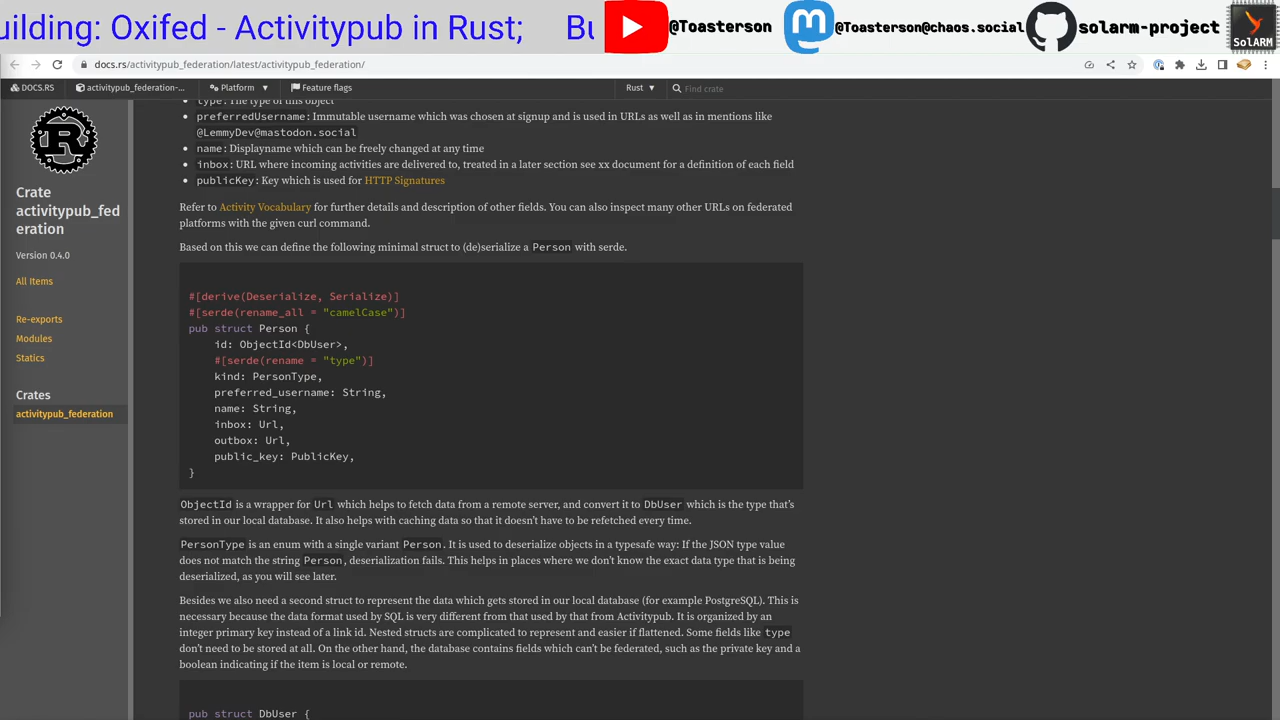 uilding: Oxifed - Activitypub in Rust;
Bu
@Toasterson
@Toasterson@chaos.social
solarm-project
SolARM
docs.rs/activitypub_federation/latest/activitypub_federation/
DOCS.RS
activitypub_federation-...
Platform
Feature flags
Rust
Find crate
type: The type of this object
preferredUsername: Immutable username which was chosen at signup and is used in URLs as well as in mentions like
@LemmyDev@mastodon.social
name: Displayname which can be freely changed at any time
inbox: URL where incoming activities are delivered to, treated in a later section see xx document for a definition of each field
publicKey: Key which is used for HTTP Signatures
Refer to Activity Vocabulary for further details and description of other fields. You can also inspect many other URLs on federated
platforms with the given curl command.
Based on this we can define the following minimal struct to (de)serialize a Person with serde.
#[derive(Deserialize, Serialize)]
#[serde(rename_all = "camelCase")]
pub struct Person {
id: ObjectId<DbUser>,
#[serde(rename = "type")]
kind: PersonType,
preferred_username: String,
name: String,
inbox: Url,
outbox: Url,
public_key: PublicKey,
}
ObjectId is a wrapper for Url which helps to fetch data from a remote server, and convert it to DbUser which is the type that's
stored in our local database. It also helps with caching data so that it doesn't have to be refetched every time.
PersonType is an enum with a single variant Person. It is used to deserialize objects in a typesafe way: If the JSON type value
does not match the string Person, deserialization fails. This helps in places where we don't know the exact data type that is being
deserialized, as you will see later.
Besides we also need a second struct to represent the data which gets stored in our local database (for example PostgreSQL). This is
necessary because the data format used by SQL is very different from that used by that from Activitypub. It is organized by an
integer primary key instead of a link id. Nested structs are complicated to represent and easier if flattened. Some fields like type
don't need to be stored at all. On the other hand, the database contains fields which can't be federated, such as the private key and a
boolean indicating if the item is local or remote.
pub struct DbUser {
Crate
activitypub_fed
eration
Version 0.4.0
All Items
Re-exports
Modules
Statics
Crates
activitypub_federation